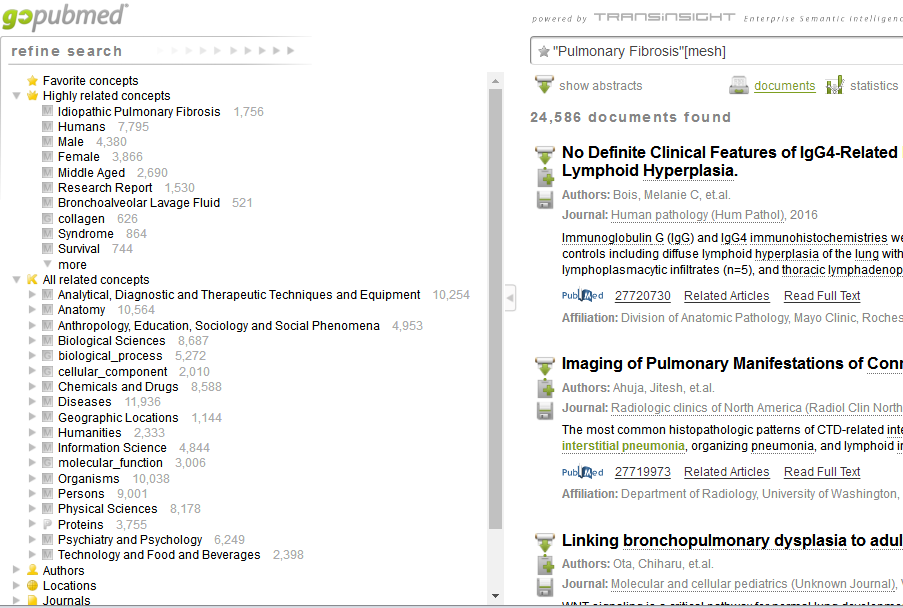 gopubmed
refine search
Favorite concepts
Highly related concepts
Idiopathic Pulmonary Fibrosis 1,756
Humans 7,795
Male 4,380
Female 3,866
Middle Aged 2,690
Research Report 1,530
Bronchoalveolar Lavage Fluid 521
collagen 626
Syndrome 864
Survival 744
more
All related concepts
Analytical, Diagnostic and Therapeutic Techniques and Equipment 10,254
Anatomy 10,564
Anthropology, Education, Sociology and Social Phenomena 4,953
Biological Sciences 8,687
biological_process 5,272
cellular_component 2,010
Chemicals and Drugs 8,588
Diseases 11,936
Geographic Locations 1,144
Humanities 2,333
Information Science 4,844
molecular_function 3,006
Organisms 10,038
Persons 9,001
Physical Sciences 8,178
Proteins 3,755
Psychiatry and Psychology 6,249
Technology and Food and Beverages 2,398
Authors
Locations
Journals
powered by TRANSINSIGHT Enterprise Semantic Intelligenc
"Pulmonary Fibrosis"[mesh]
show abstracts documents statistics
24,586 documents found
No Definite Clinical Features of IgG4-Related
Lymphoid Hyperplasia.
Authors: Bois, Melanie C, et.al.
Journal: Human pathology (Hum Pathol), 2016
Immunoglobulin G (IgG) and IgG4 immunohistochemistries we
controls including diffuse lymphoid hyperplasia of the lung with
lymphoplasmacytic infiltrates (n=5), and thoracic lymphadenop
PubMed 27720730 Related Articles Read Full Text
Affiliation: Division of Anatomic Pathology, Mayo Clinic, Roches
Imaging of Pulmonary Manifestations of Conn
Authors: Ahuja, Jitesh, et.al.
Journal: Radiologic clinics of North America (Radiol Clin North
The most common histopathologic patterns of CTD-related inte
interstitial pneumonia, organizing pneumonia, and lymphoid in
PubMed 27719973 Related Articles Read Full Text
Affiliation: Department of Radiology, University of Washington,
Linking bronchopulmonary dysplasia to adul
Authors: Ota, Chiharu, et.al.
Journal: Molecular and cellular pediatrics (Unknown Journal),
WNT signaling is a critical pathway for normal lung developme